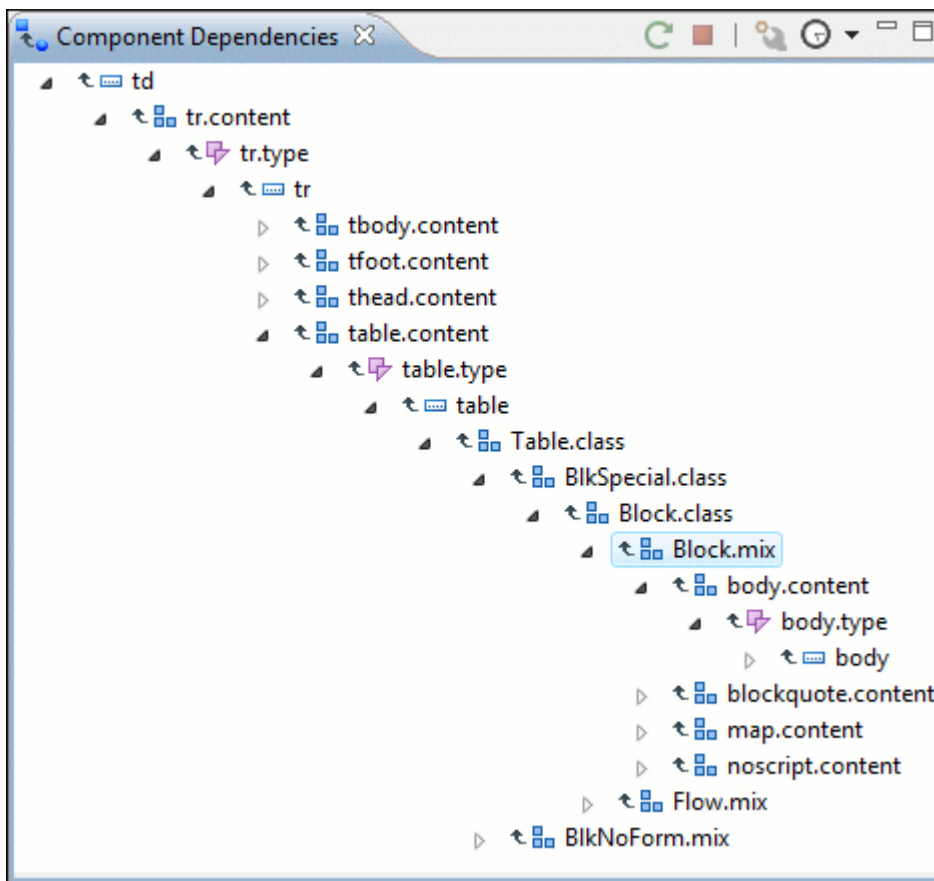 Component Dependencies
td
tr.content
tr.type
tr
tbody.content
tfoot.content
thead.content
table.content
table.type
table
Table.class
BlkSpecial.class
Block.class
Block.mix
body.content
body.type
body
blockquote.content
map.content
noscript.content
Flow.mix
BlkNoForm.mix